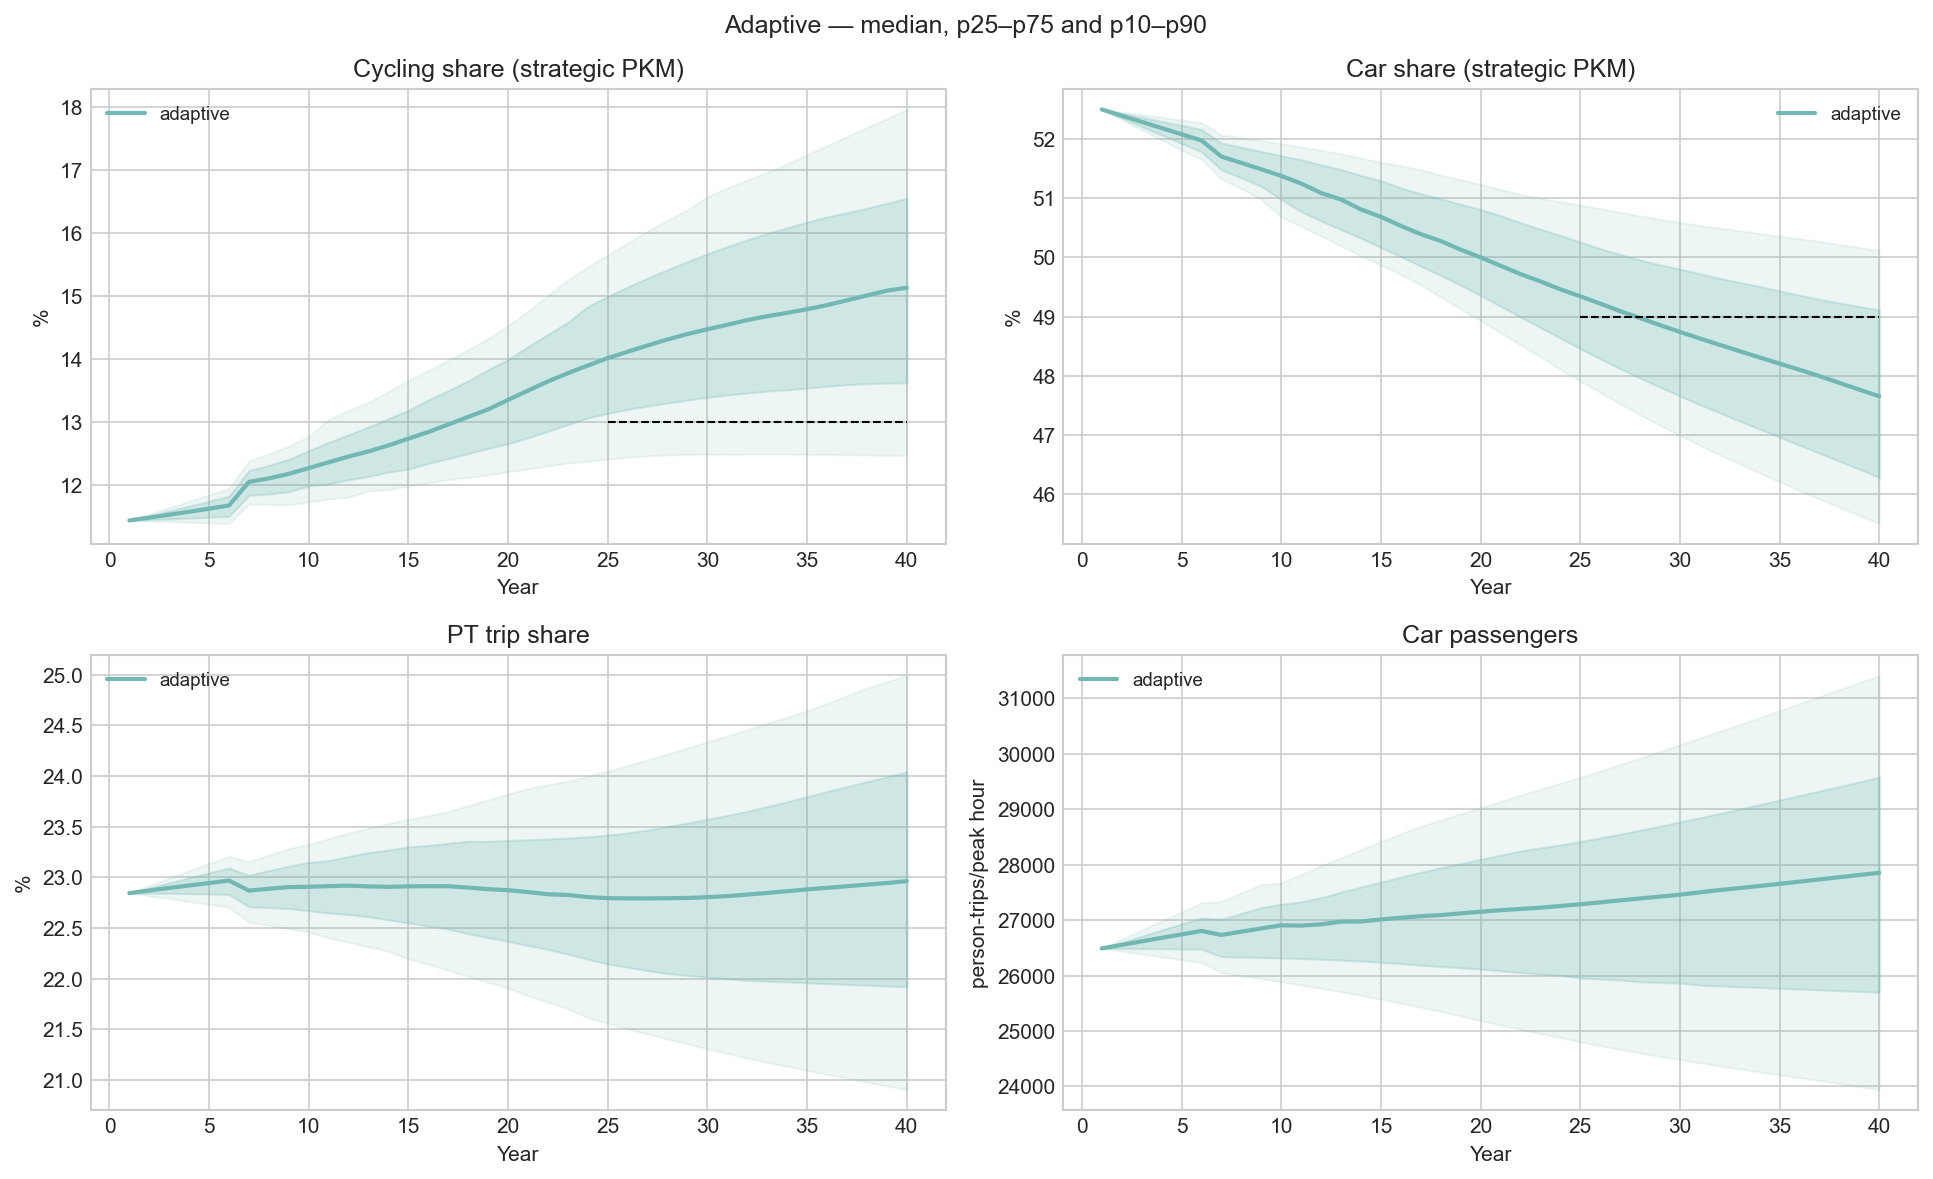 Adaptive — median, p25–p75 and p10–p90
Cycling share (strategic PKM)
adaptive
18
17
16
15
14
13
12
%
0 5 10 15 20 25 30 35 40
Year
Car share (strategic PKM)
adaptive
52
51
50
49
48
47
46
%
0 5 10 15 20 25 30 35 40
Year
PT trip share
adaptive
25.0
24.5
24.0
23.5
23.0
22.5
22.0
21.5
21.0
%
0 5 10 15 20 25 30 35 40
Year
Car passengers
adaptive
31000
30000
29000
28000
27000
26000
25000
24000
person-trips/peak hour
0 5 10 15 20 25 30 35 40
Year